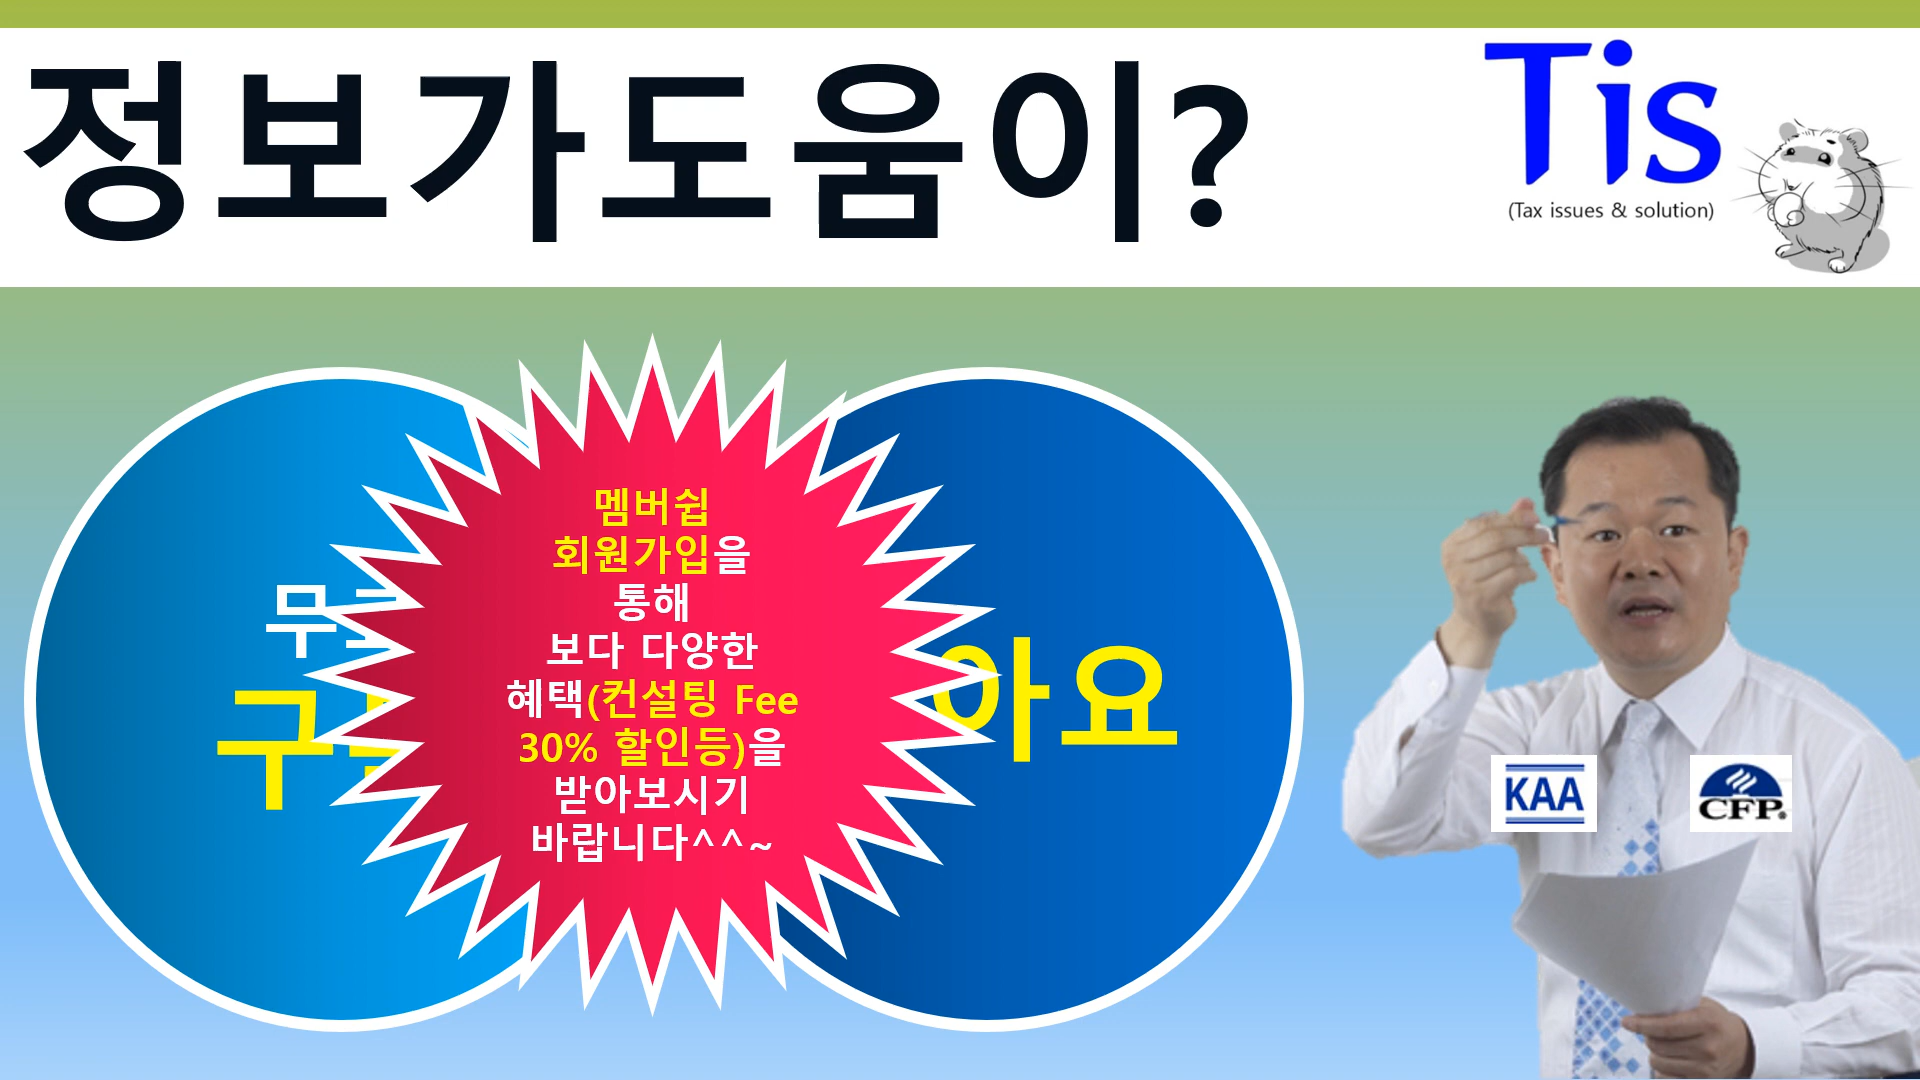 정보가도움이?
Tis
(Tax issues & solution)
멤버쉽
회원가입을
통해
보다 다양한
혜택(컨설팅 Fee
30% 할인등)을
받아보시기
바랍니다^^~
무
구
아요
KAA
CFP®